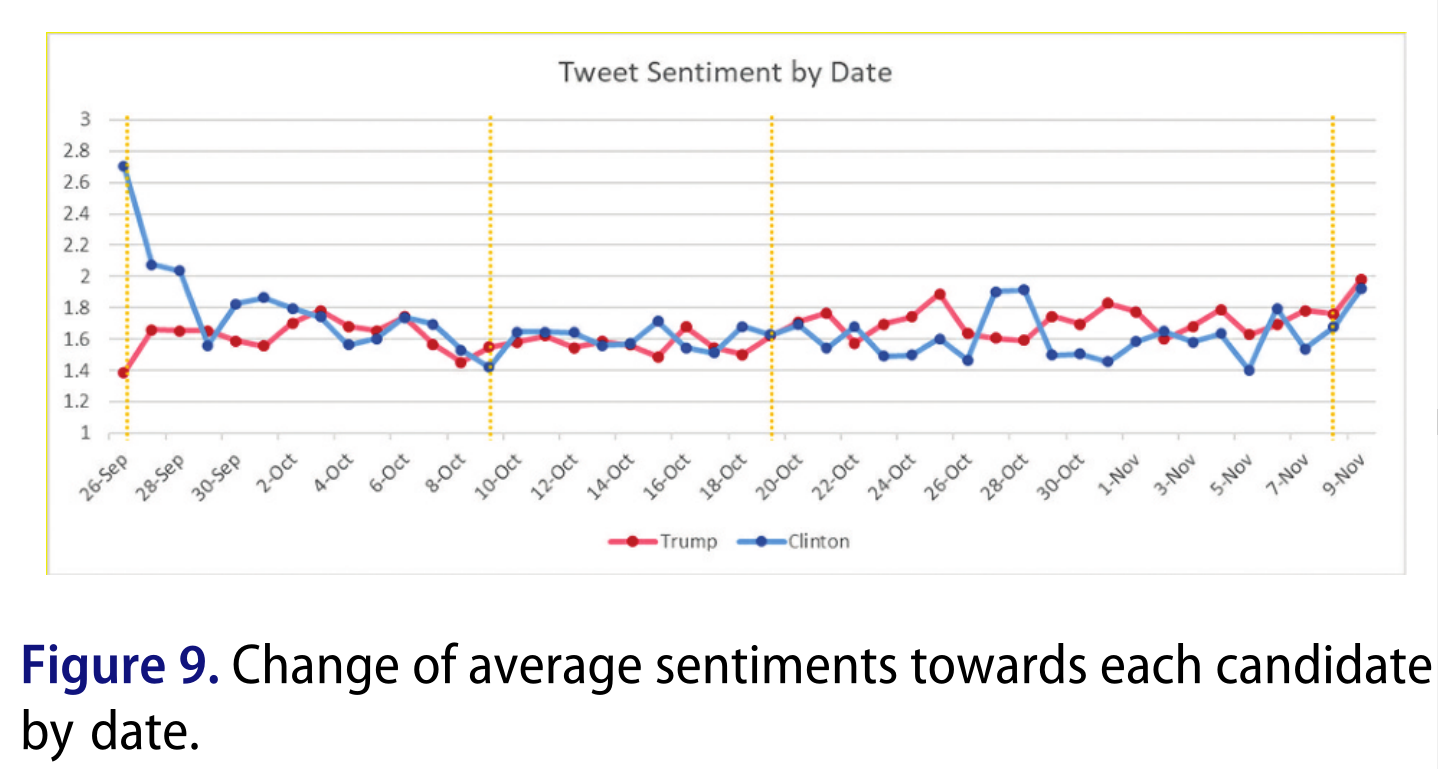 Tweet Sentiment by Date
3
2.8
2.6
2.4
2.2
2
1.8
1.6
1.4
1.2
1
26-Sep
28-Sep
30-Sep
2-Oct
4-Oct
6-Oct
8-Oct
10-Oct
12-Oct
14-Oct
16-Oct
18-Oct
20-Oct
22-Oct
24-Oct
26-Oct
28-Oct
30-Oct
1-Nov
3-Nov
5-Nov
7-Nov
9-Nov
Trump Clinton
Figure 9. Change of average sentiments towards each candidate
by date.